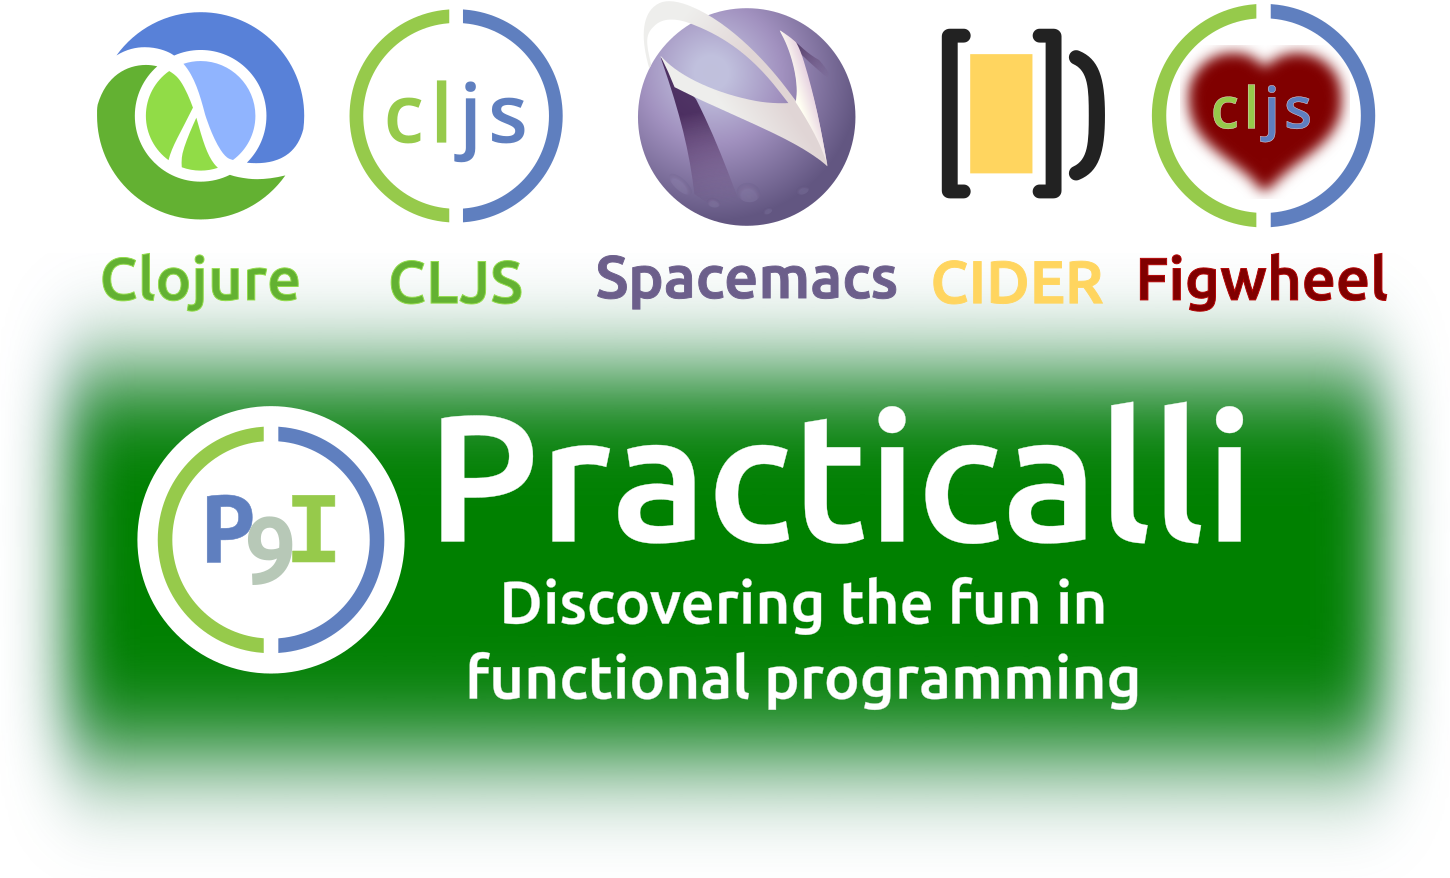 cljs
cljs
Clojure
CLJS
Spacemacs
CIDER
Figwheel
P9I
Practicalli
Discovering the fun in
functional programming